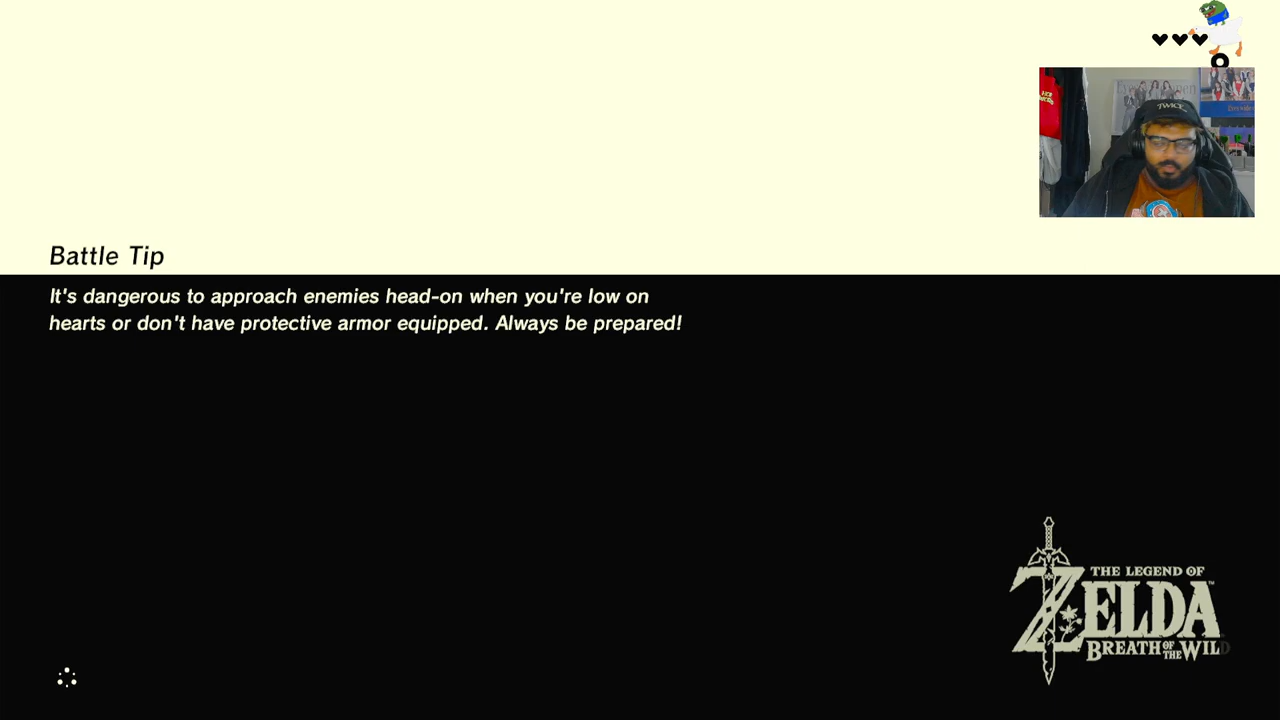 TWICE
Battle Tip
It's dangerous to approach enemies head-on when you're low on
hearts or don't have protective armor equipped. Always be prepared!
THE LEGEND OF
ZELDA
BREATH OF THE WILD